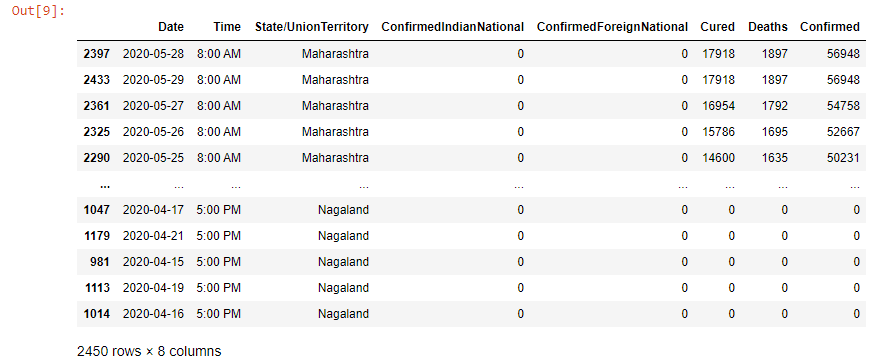 Out[9]:
Date Time State/UnionTerritory ConfirmedIndianNational ConfirmedForeignNational Cured Deaths Confirmed
2397 2020-05-28 8:00 AM Maharashtra 0 0 17918 1897 56948
2433 2020-05-29 8:00 AM Maharashtra 0 0 17918 1897 56948
2361 2020-05-27 8:00 AM Maharashtra 0 0 16954 1792 54758
2325 2020-05-26 8:00 AM Maharashtra 0 0 15786 1695 52667
2290 2020-05-25 8:00 AM Maharashtra 0 0 14600 1635 50231
... ... ... ... ... ... ... ... ...
1047 2020-04-17 5:00 PM Nagaland 0 0 0 0 0
1179 2020-04-21 5:00 PM Nagaland 0 0 0 0 0
981 2020-04-15 5:00 PM Nagaland 0 0 0 0 0
1113 2020-04-19 5:00 PM Nagaland 0 0 0 0 0
1014 2020-04-16 5:00 PM Nagaland 0 0 0 0 0
2450 rows × 8 columns